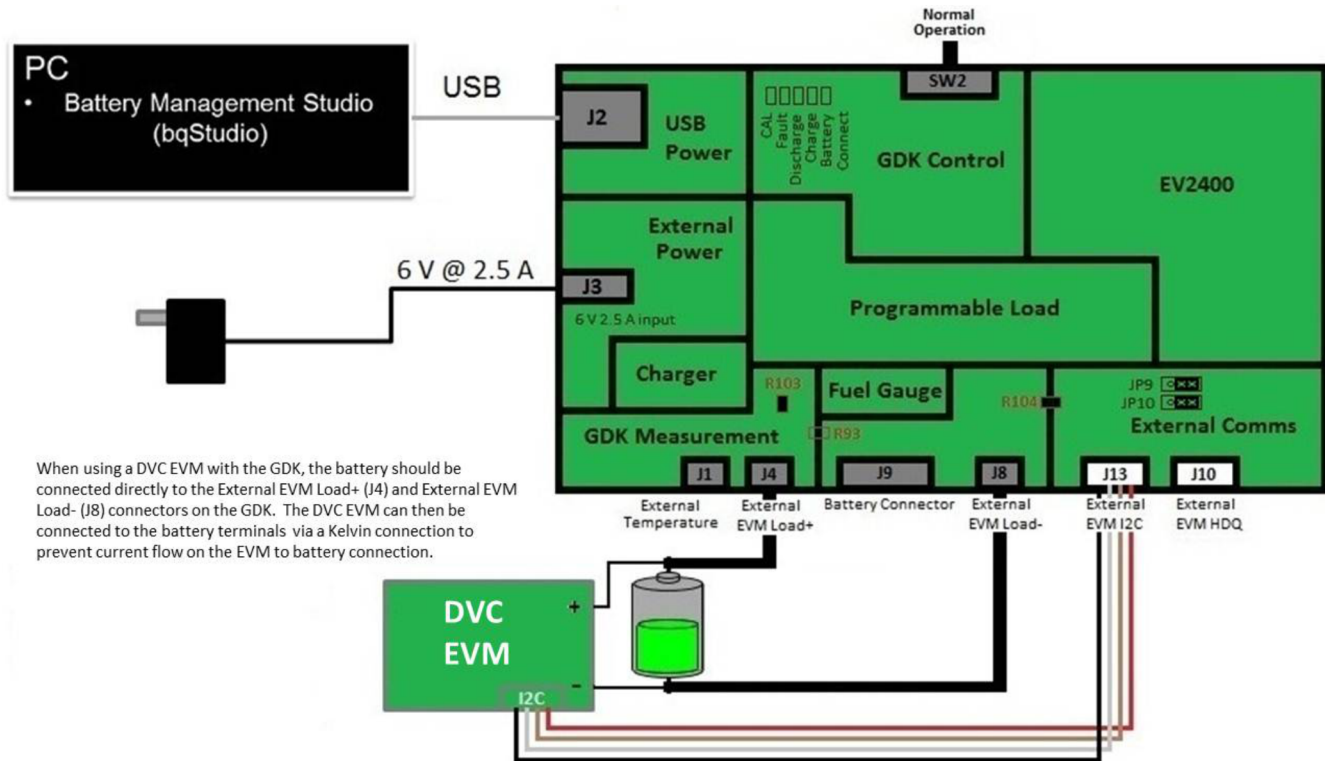 Normal
Operation
PC
• Battery Management Studio
(bqStudio)
USB
J2
USB
Power
CAL
Fault
Discharge
Charge
Battery
Connect
SW2
GDK Control
EV2400
External
Power
6 V @ 2.5 A
J3
6 V 2.5 A input
Programmable Load
Charger
R103
Fuel Gauge
R104
JP9
JP10
External Comms
GDK Measurement
R93
J1
J4
J9
J8
J13
J10
External
Temperature
External
EVM Load+
Battery Connector
External
EVM Load-
External
EVM I2C
External
EVM HDQ
When using a DVC EVM with the GDK, the battery should be
connected directly to the External EVM Load+ (J4) and External EVM
Load- (J8) connectors on the GDK. The DVC EVM can then be
connected to the battery terminals via a Kelvin connection to
prevent current flow on the EVM to battery connection.
DVC
EVM
+
-
I2C